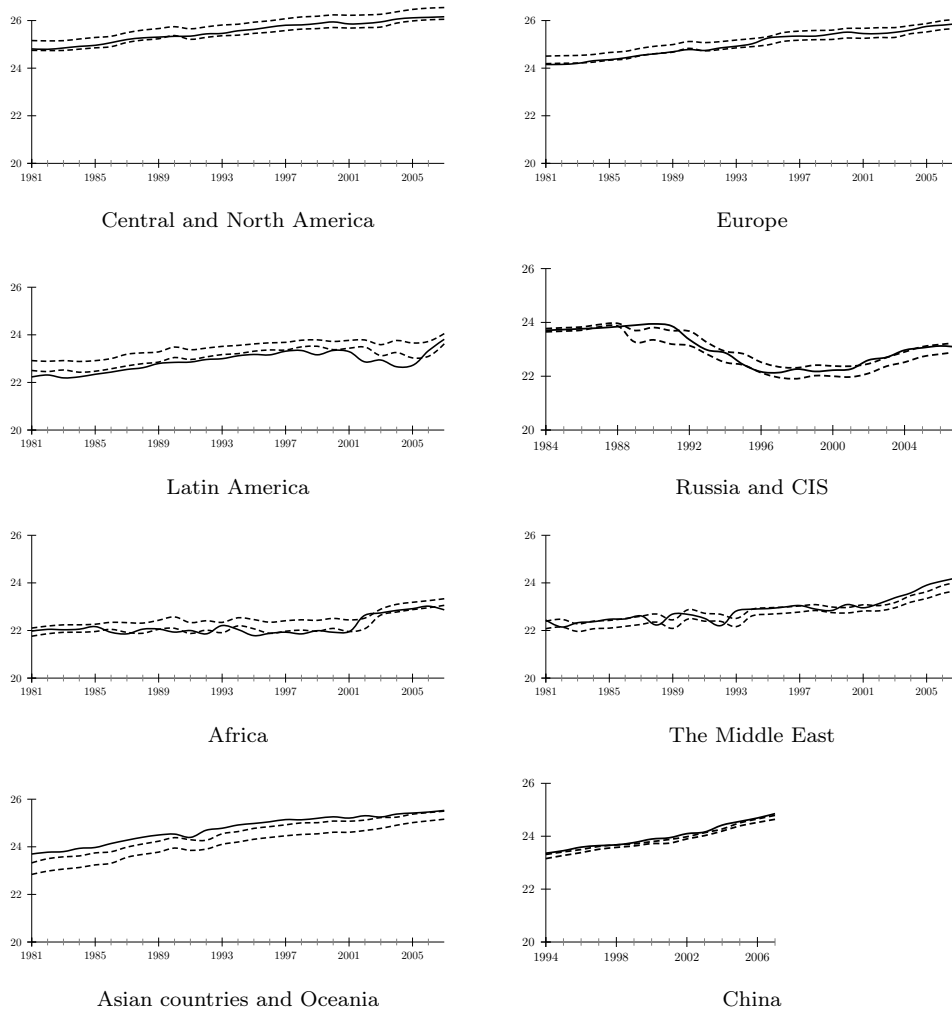 26
24
22
20
1981 1985 1989 1993 1997 2001 2005
Central and North America
26
24
22
20
1981 1985 1989 1993 1997 2001 2005
Europe
26
24
22
20
1981 1985 1989 1993 1997 2001 2005
Latin America
26
24
22
20
1984 1988 1992 1996 2000 2004
Russia and CIS
26
24
22
20
1981 1985 1989 1993 1997 2001 2005
Africa
26
24
22
20
1981 1985 1989 1993 1997 2001 2005
The Middle East
26
24
22
20
1981 1985 1989 1993 1997 2001 2005
Asian countries and Oceania
26
24
22
20
1994 1998 2002 2006
China